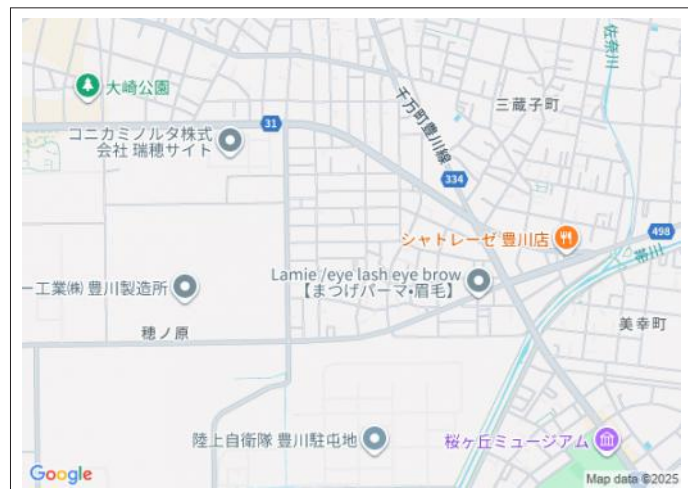 佐奈川
大崎公園
千万町豊川線
三蔵子町
31
コニカミノルタ株式
会社 瑞穂サイト
334
498
シャトレーゼ 豊川店
帯三
Lamie /eye lash eye brow
【まつげパーマ•眉毛】
ー工業㈱ 豊川製造所
美幸町
穂ノ原
陸上自衛隊 豊川駐屯地
桜ヶ丘ミュージアム
Google
Map data ©2025